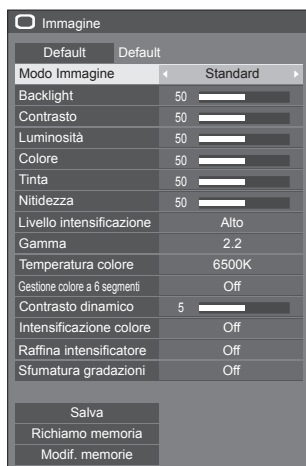 Immagine
Default Default
Modo Immagine Standard
Backlight 50
Contrasto 50
Luminosità 50
Colore 50
Tinta 50
Nitidezza 50
Livello intensificazione Alto
Gamma 2.2
Temperatura colore 6500K
Gestione colore a 6 segmenti Off
Contrasto dinamico 5
Intensificazione colore Off
Raffina intensificatore Off
Sfumatura gradazioni Off
Salva
Richiamo memoria
Modif. memorie